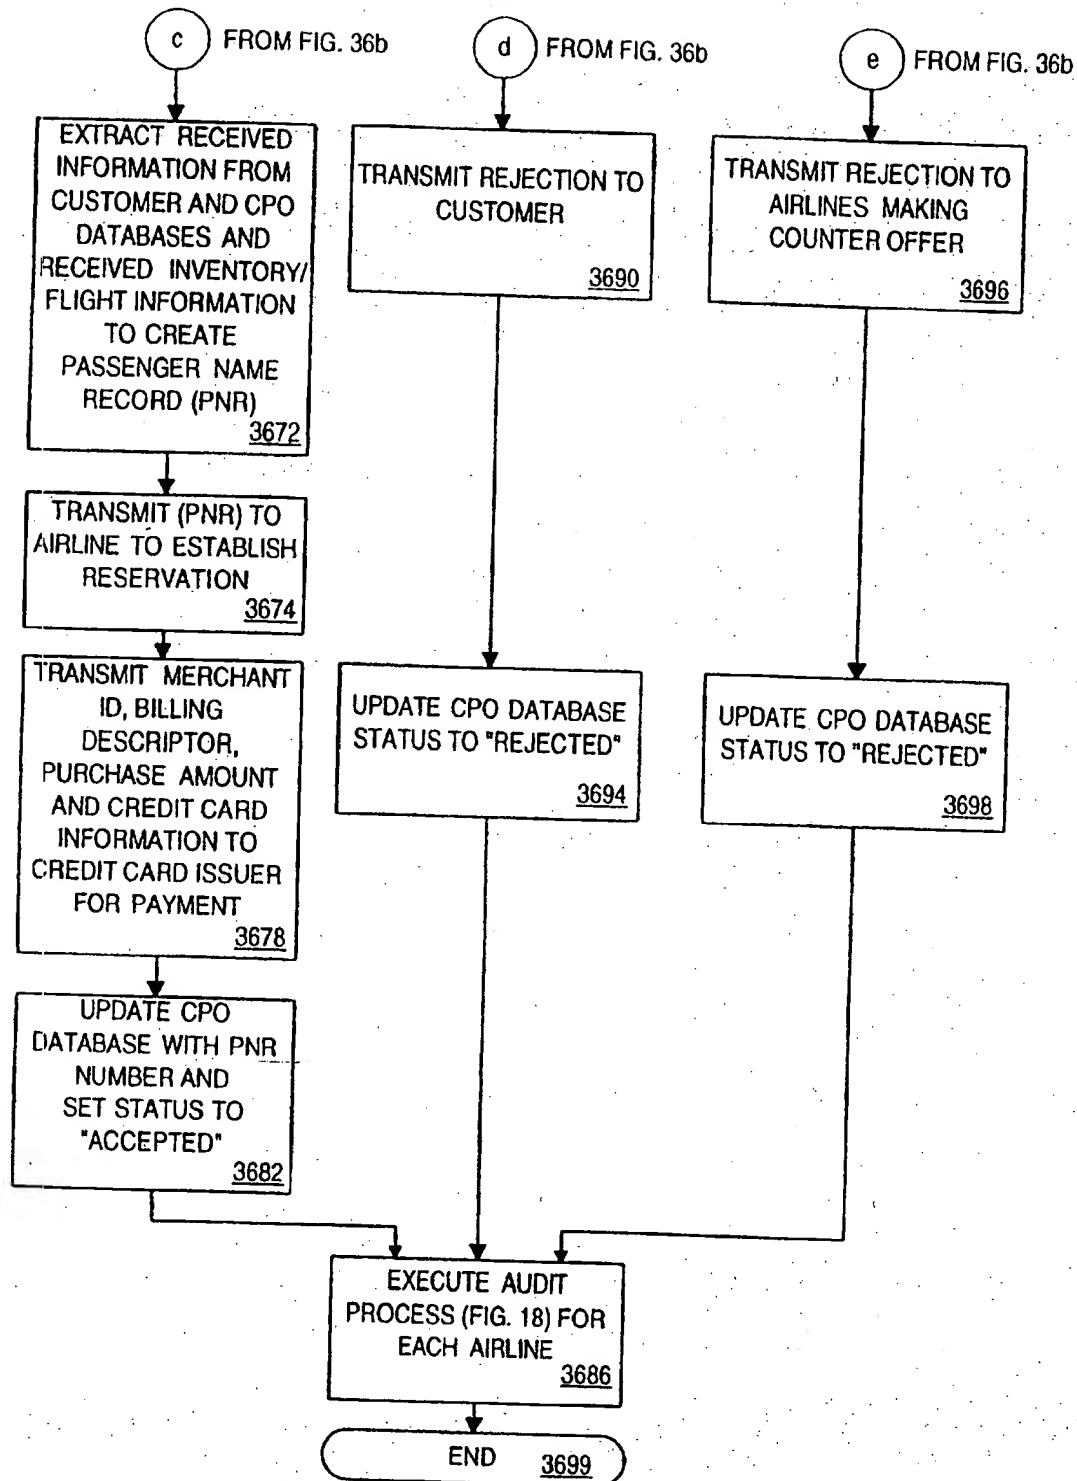 c FROM FIG. 36b
EXTRACT RECEIVED
INFORMATION FROM
CUSTOMER AND CPO
DATABASES AND
RECEIVED INVENTORY/
FLIGHT INFORMATION
TO CREATE
PASSENGER NAME
RECORD (PNR)
3672
TRANSMIT (PNR) TO
AIRLINE TO ESTABLISH
RESERVATION
3674
TRANSMIT MERCHANT
ID, BILLING
DESCRIPTOR,
PURCHASE AMOUNT
AND CREDIT CARD
INFORMATION TO
CREDIT CARD ISSUER
FOR PAYMENT
3678
UPDATE CPO
DATABASE WITH PNR
NUMBER AND
SET STATUS TO
"ACCEPTED"
3682
d FROM FIG. 36b
TRANSMIT REJECTION TO
CUSTOMER
3690
UPDATE CPO DATABASE
STATUS TO "REJECTED"
3694
e FROM FIG. 36b
TRANSMIT REJECTION TO
AIRLINES MAKING
COUNTER OFFER
3696
UPDATE CPO DATABASE
STATUS TO "REJECTED"
3698
EXECUTE AUDIT
PROCESS (FIG. 18) FOR
EACH AIRLINE
3686
END 3699